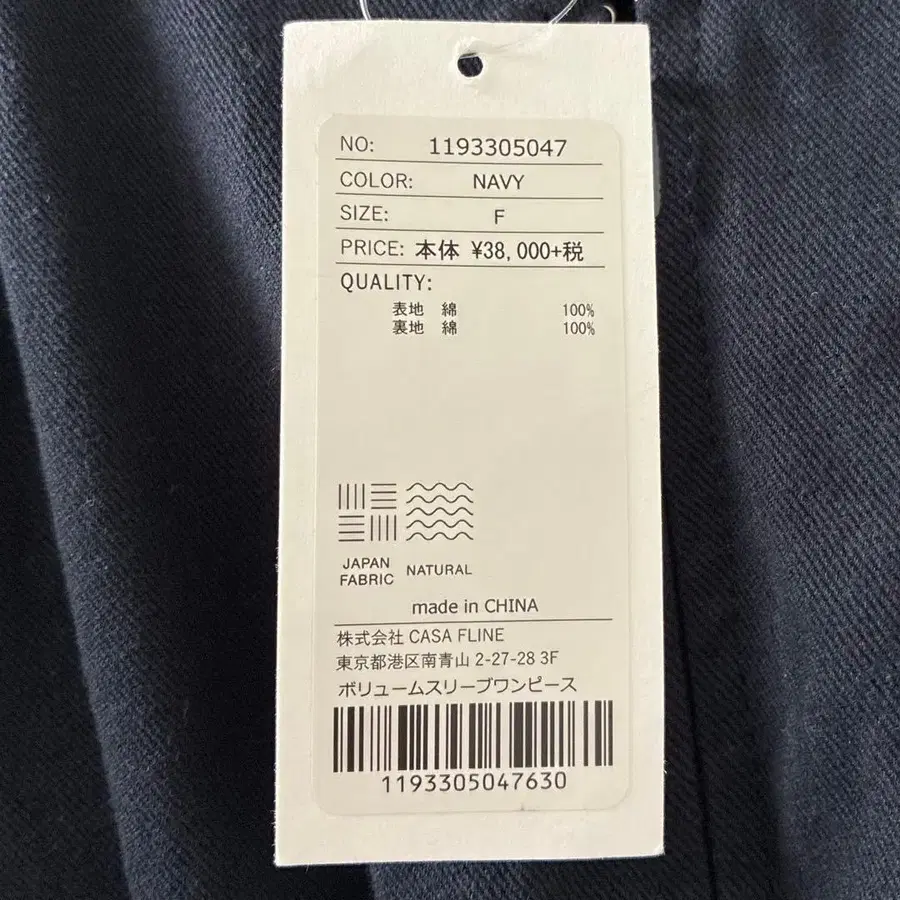 NO: 1193305047
COLOR: NAVY
SIZE: F
PRICE: 本体 ¥38,000+税
QUALITY:
表地 綿 100%
裏地 綿 100%
JAPAN
FABRIC
NATURAL
made in CHINA
株式会社 CASA FLINE
東京都港区南青山 2-27-28 3F
ボリュームスリーブワンピース
1193305047630